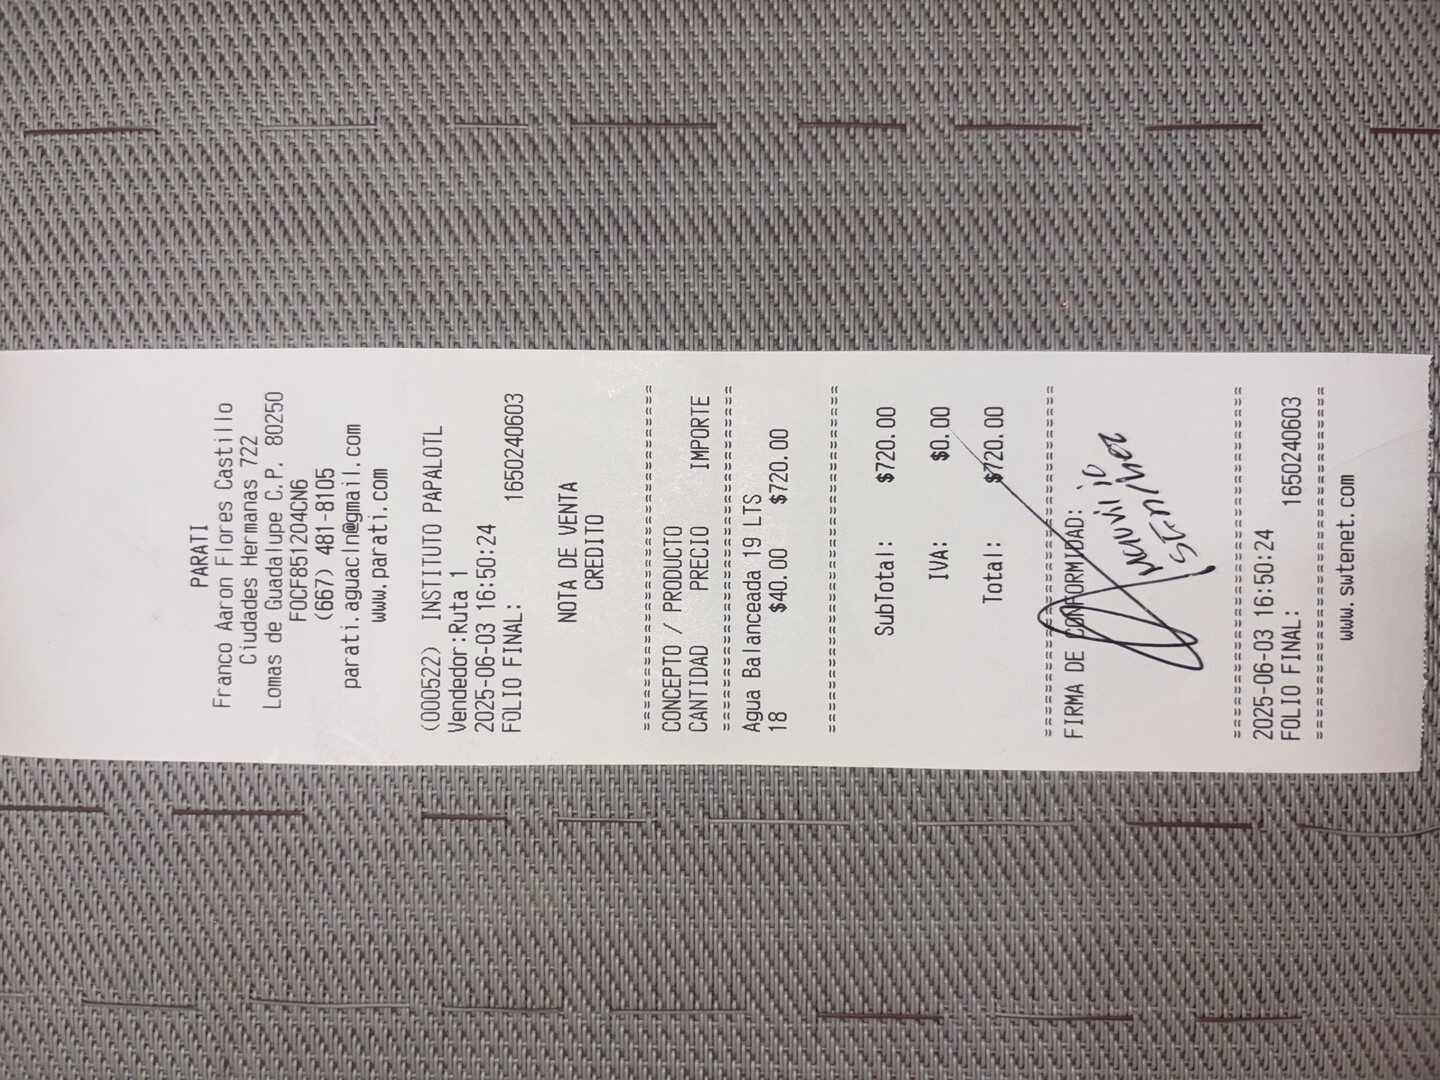 PARATI
Franco Aaron Flores Castillo
Ciudades Hermanas 722
Lomas de Guadalupe C.P. 80250
FOCF851204CN6
(667) 481-8105
parati.aguacln@gmail.com
www.parati.com
(000522) INSTITUTO PAPALOTL
Vendedor:Ruta 1
2025-06-03 16:50:24
FOLIO FINAL: 1650240603
NOTA DE VENTA
CREDITO
==============================
CONCEPTO / PRODUCTO
CANTIDAD PRECIO IMPORTE
==============================
Agua Balanceada 19 LTS
18 $40.00 $720.00
==============================
SubTotal: $720.00
IVA: $0.00
Total: $720.00
==============================
FIRMA DE CONFORMIDAD:
==============================
2025-06-03 16:50:24
FOLIO FINAL: 1650240603
==============================
www.swtenet.com